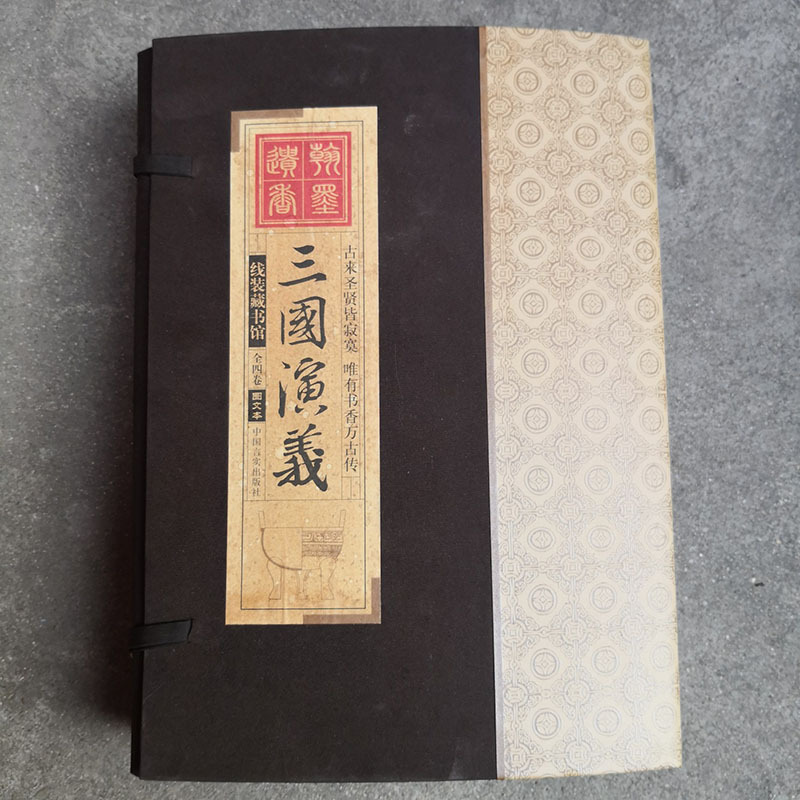 翰墨遺香
古来圣贤皆寂寞 唯有书香万古传
三國演義
线装藏书馆
全四卷
图文本
中国言实出版社